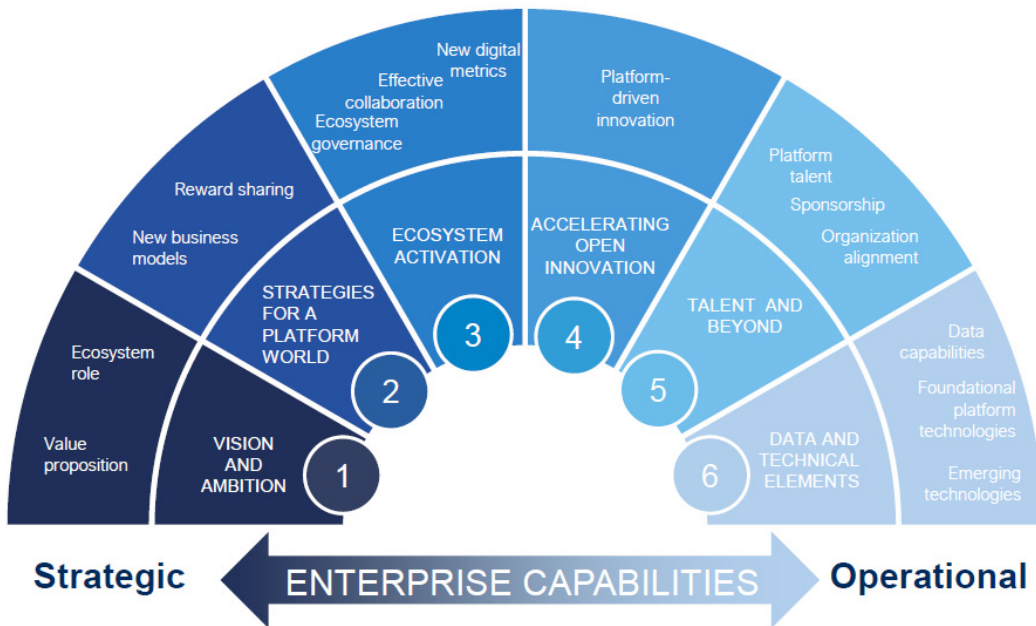 Value
proposition
Ecosystem
role
VISION
AND
AMBITION
1
New business
models
Reward sharing
STRATEGIES
FOR A
PLATFORM
WORLD
2
Ecosystem
governance
Effective
collaboration
New digital
metrics
ECOSYSTEM
ACTIVATION
3
Platform-
driven
innovation
ACCELERATING
OPEN
INNOVATION
4
Platform
talent
Sponsorship
Organization
alignment
TALENT AND
BEYOND
5
Data
capabilities
Foundational
platform
technologies
Emerging
technologies
DATA AND
TECHNICAL
ELEMENTS
6
Strategic
ENTERPRISE CAPABILITIES
Operational